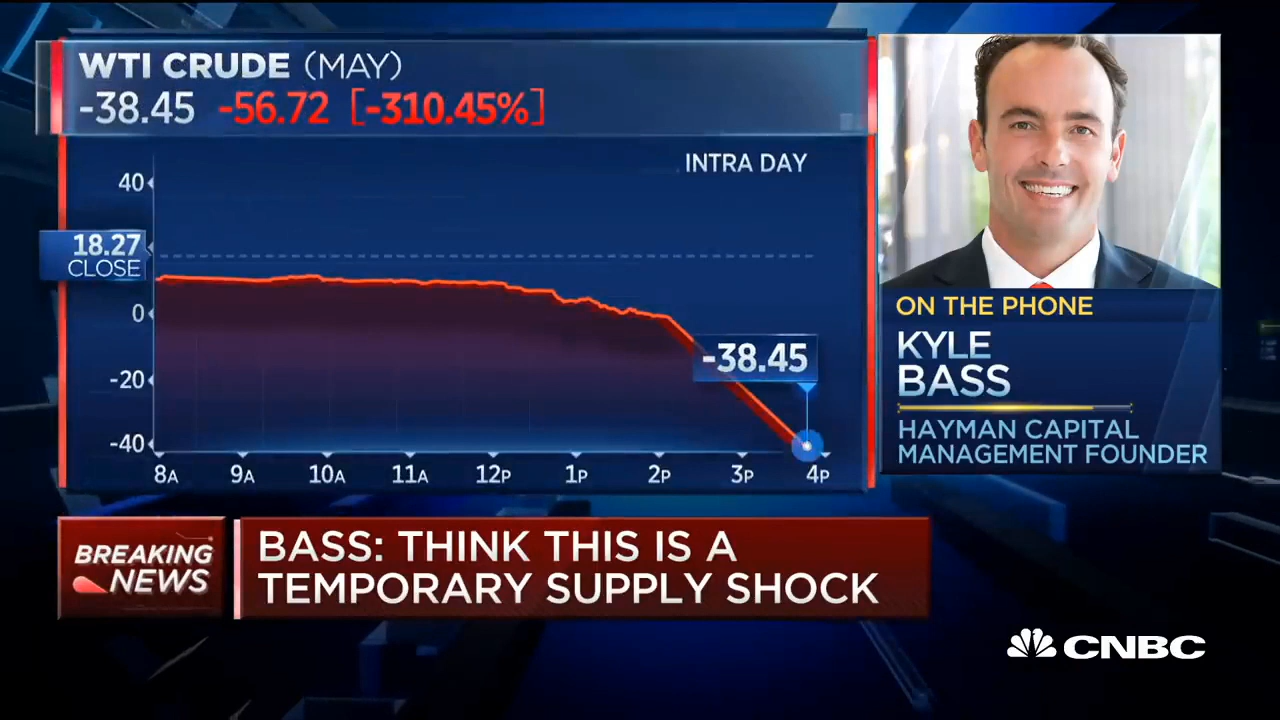 WTI CRUDE (MAY)
-38.45 -56.72 [-310.45%]
INTRA DAY
40
18.27
CLOSE
0
-20
-40
-38.45
8A 9A 10A 11A 12P 1P 2P 3P 4P
ON THE PHONE
KYLE
BASS
HAYMAN CAPITAL
MANAGEMENT FOUNDER
BREAKING
NEWS
BASS: THINK THIS IS A
TEMPORARY SUPPLY SHOCK
CNBC